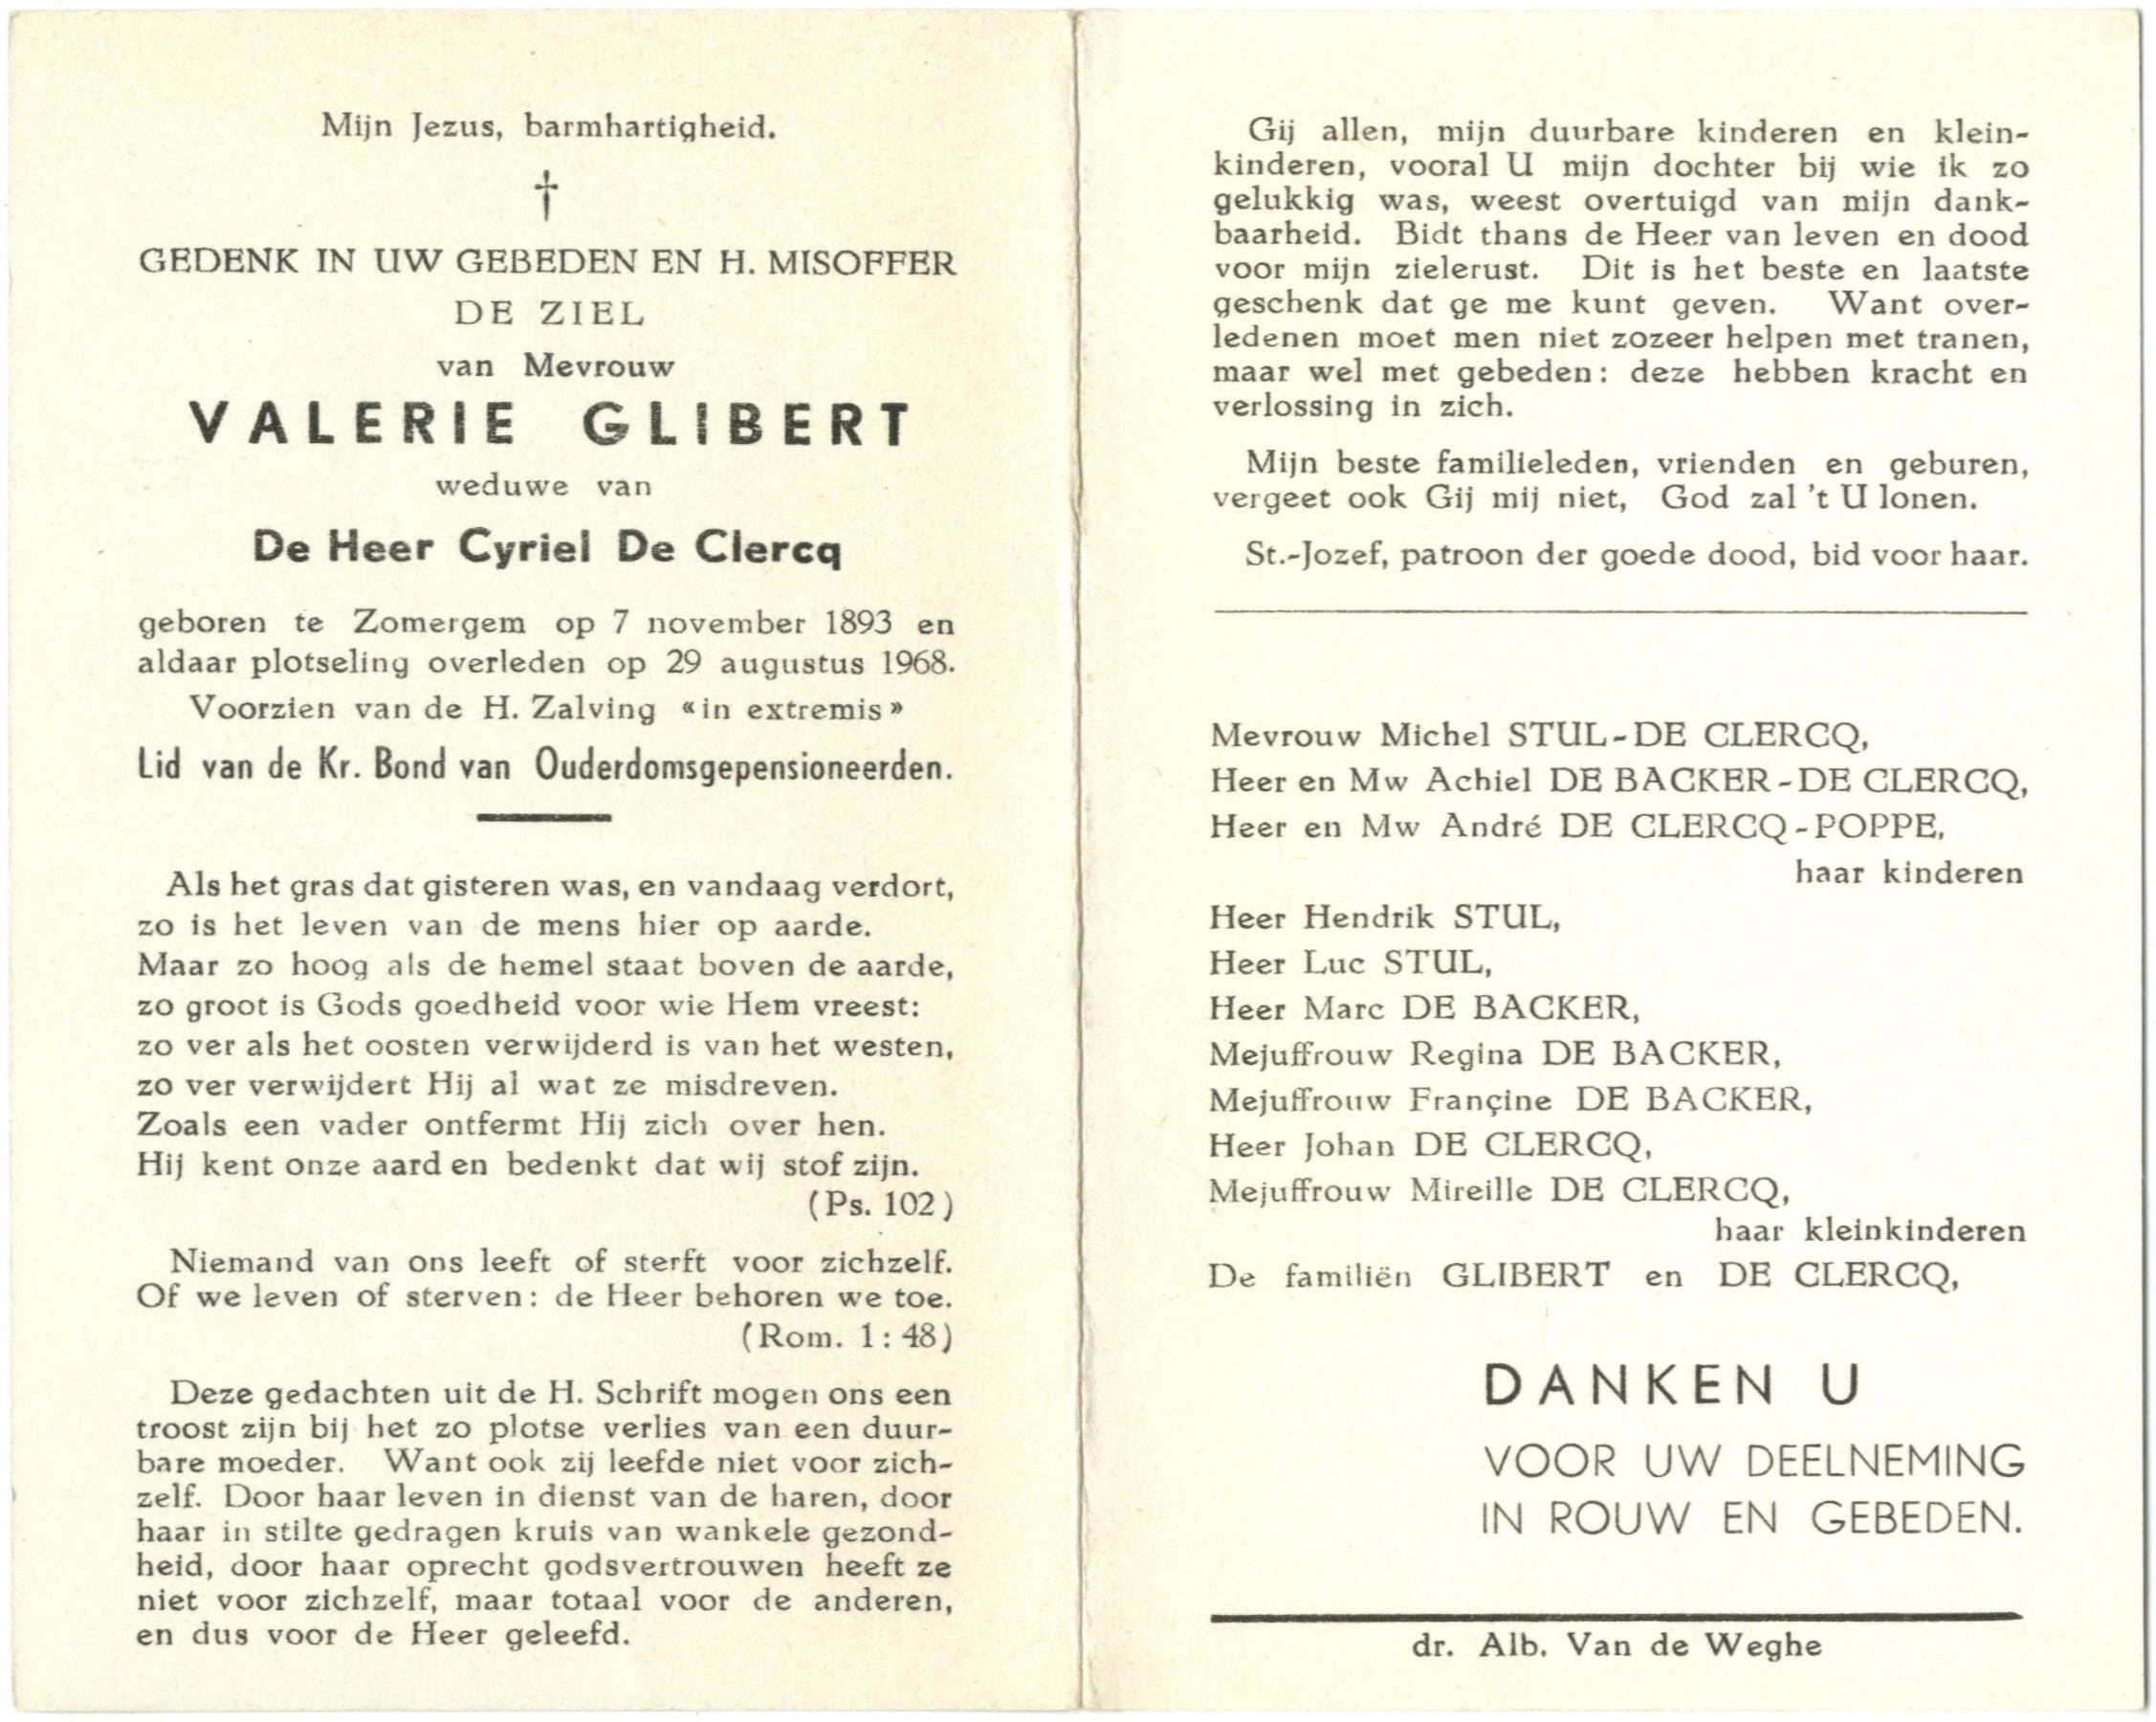 Mijn Jezus, barmhartigheid.
†
GEDENK IN UW GEBEDEN EN H. MISOFFER
DE ZIEL
van Mevrouw
VALERIE GLIBERT
weduwe van
De Heer Cyriel De Clercq
geboren te Zomergem op 7 november 1893 en
aldaar plotseling overleden op 29 augustus 1968.
Voorzien van de H. Zalving «in extremis»
Lid van de Kr. Bond van Ouderdomsgepensioneerden.
Als het gras dat gisteren was, en vandaag verdort,
zo is het leven van de mens hier op aarde.
Maar zo hoog als de hemel staat boven de aarde,
zo groot is Gods goedheid voor wie Hem vreest:
zo ver als het oosten verwijderd is van het westen,
zo ver verwijdert Hij al wat ze misdreven.
Zoals een vader ontfermt Hij zich over hen.
Hij kent onze aard en bedenkt dat wij stof zijn.
(Ps. 102)
Niemand van ons leeft of sterft voor zichzelf.
Of we leven of sterven: de Heer behoren we toe.
(Rom. 1: 48)
Deze gedachten uit de H. Schrift mogen ons een
troost zijn bij het zo plotse verlies van een duur-
bare moeder. Want ook zij leefde niet voor zich-
zelf. Door haar leven in dienst van de haren, door
haar in stilte gedragen kruis van wankele gezond-
heid, door haar oprecht godsvertrouwen heeft ze
niet voor zichzelf, maar totaal voor de anderen,
en dus voor de Heer geleefd.
Gij allen, mijn duurbare kinderen en klein-
kinderen, vooral U mijn dochter bij wie ik zo
gelukkig was, weest overtuigd van mijn dank-
baarheid. Bidt thans de Heer van leven en dood
voor mijn zielerust. Dit is het beste en laatste
geschenk dat ge me kunt geven. Want over-
ledenen moet men niet zozeer helpen met tranen,
maar wel met gebeden: deze hebben kracht en
verlossing in zich.
Mijn beste familieleden, vrienden en geburen,
vergeet ook Gij mij niet, God zal 't U lonen.
St.-Jozef, patroon der goede dood, bid voor haar.
Mevrouw Michel STUL-DE CLERCQ,
Heer en Mw Achiel DE BACKER-DE CLERCQ,
Heer en Mw André DE CLERCQ-POPPE,
haar kinderen
Heer Hendrik STUL,
Heer Luc STUL,
Heer Marc DE BACKER,
Mejuffrouw Regina DE BACKER,
Mejuffrouw Françine DE BACKER,
Heer Johan DE CLERCQ,
Mejuffrouw Mireille DE CLERCQ,
haar kleinkinderen
De familiën GLIBERT en DE CLERCQ,
DANKEN U
VOOR UW DEELNEMING
IN ROUW EN GEBEDEN.
dr. Alb. Van de Weghe